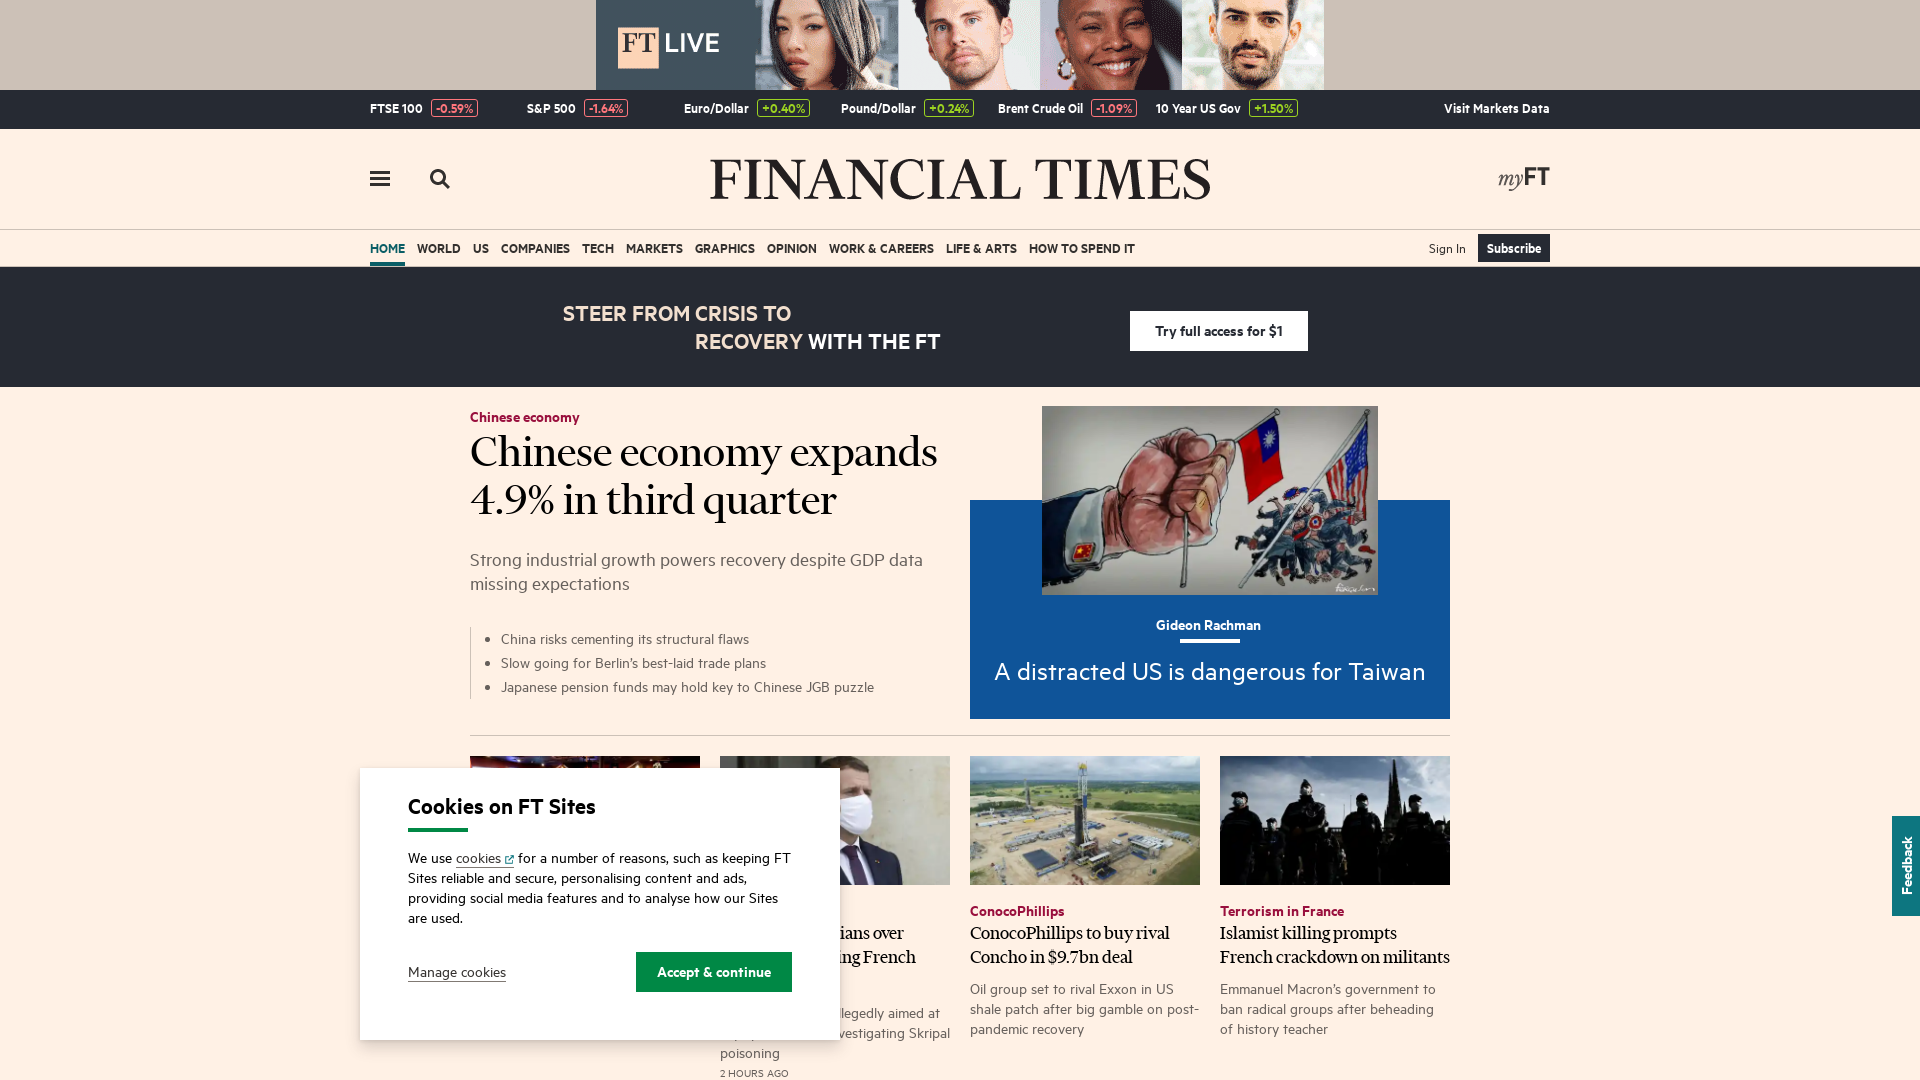 FT LIVE
FTSE 100 -0.59% S&P 500 -1.64% Euro/Dollar +0.40% Pound/Dollar +0.24% Brent Crude Oil -1.09% 10 Year US Gov +1.50% Visit Markets Data
FINANCIAL TIMES
myFT
HOME WORLD US COMPANIES TECH MARKETS GRAPHICS OPINION WORK & CAREERS LIFE & ARTS HOW TO SPEND IT Sign In Subscribe
STEER FROM CRISIS TO
RECOVERY WITH THE FT
Try full access for $1
Chinese economy
Chinese economy expands
4.9% in third quarter
Strong industrial growth powers recovery despite GDP data
missing expectations
China risks cementing its structural flaws
Slow going for Berlin's best-laid trade plans
Japanese pension funds may hold key to Chinese JGB puzzle
Gideon Rachman
A distracted US is dangerous for Taiwan
Cookies on FT Sites
We use cookies for a number of reasons, such as keeping FT
Sites reliable and secure, personalising content and ads,
providing social media features and to analyse how our Sites
are used.
Manage cookies
Accept & continue
over
French
aimed at
Skripal
poisoning
2 HOURS AGO
ConocoPhillips
ConocoPhillips to buy rival
Concho in $9.7bn deal
Oil group set to rival Exxon in US
shale patch after big gamble on post-
pandemic recovery
Terrorism in France
Islamist killing prompts
French crackdown on militants
Emmanuel Macron's government to
ban radical groups after beheading
of history teacher
Feedback